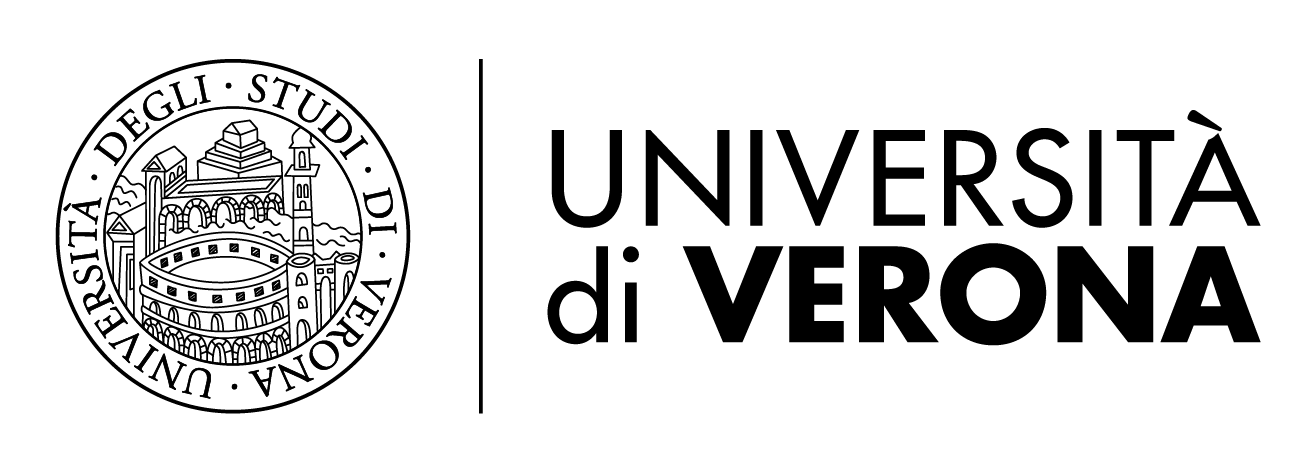 UNIVERSITÀ · DEGLI · STUDI · DI · VERONA ·
UNIVERSITÀ
di VERONA